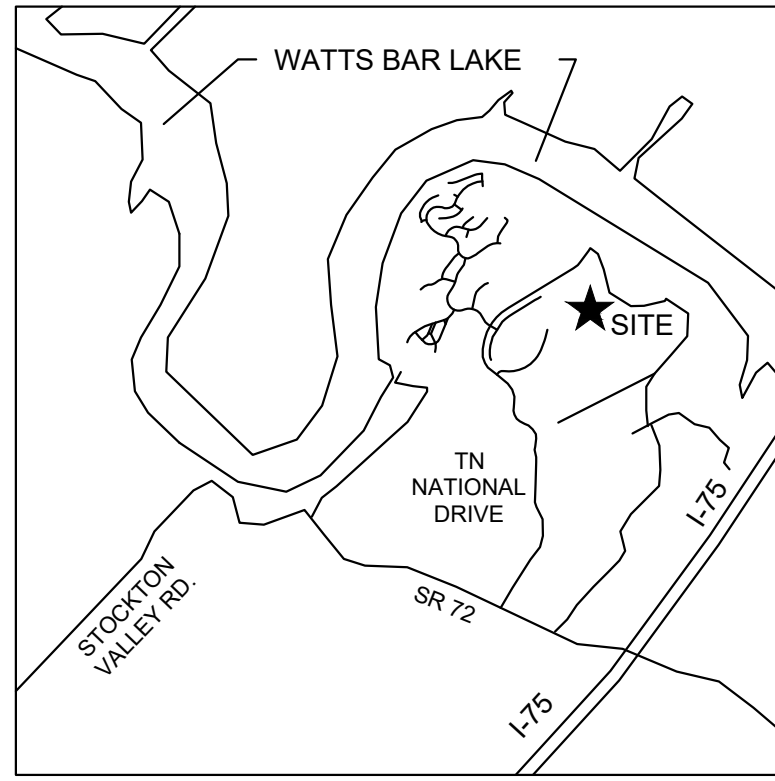 WATTS BAR LAKE
SITE
TN
NATIONAL
DRIVE
I-75
STOCKTON
VALLEY RD.
SR 72
I-75